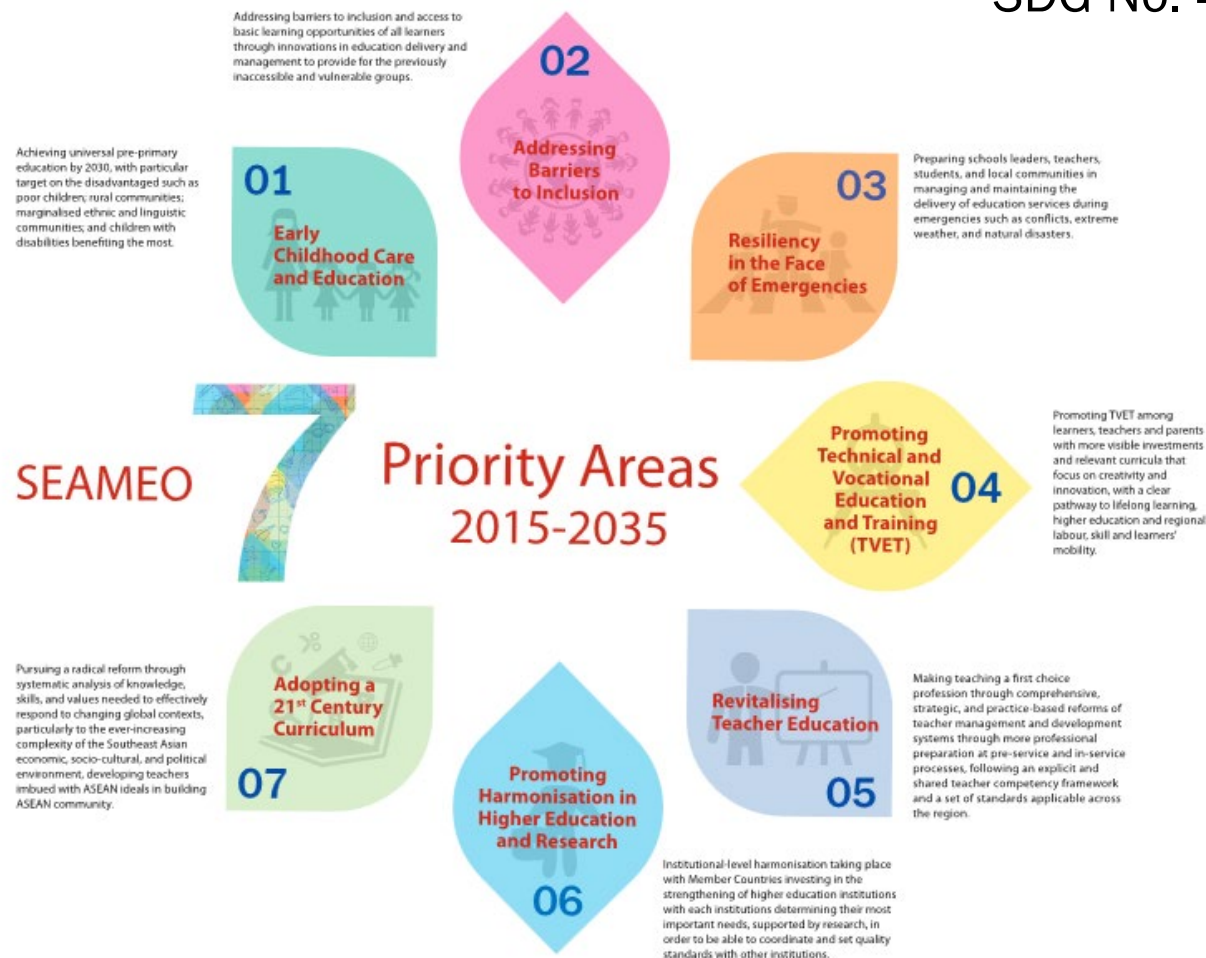 SDG No.
Addressing barriers to inclusion and access to
basic learning opportunities of all learners
through innovations in education delivery and
management to provide for the previously
inaccessible and vulnerable groups.
02
Addressing
Barriers
to Inclusion
Achieving universal pre-primary
education by 2030, with particular
target on the disadvantaged such as
poor children; rural communities;
marginalised ethnic and linguistic
communities; and children with
disabilities benefiting the most.
01
Early
Childhood Care
and Education
03
Resiliency
in the Face
of Emergencies
Preparing schools leaders, teachers,
students, and local communities in
managing and maintaining the
delivery of education services during
emergencies such as conflicts, extreme
weather, and natural disasters.
SEAMEO 7 Priority Areas
2015-2035
Promoting
Technical and
Vocational
Education
and Training
(TVET)
04
Promoting TVET among
learners, teachers and parents
with more visible investments
and relevant curricula that
focus on creativity and
innovation, with a clear
pathway to lifelong learning,
higher education and regional
labour, skill and learners'
mobility.
Pursuing a radical reform through
systematic analysis of knowledge,
skills, and values needed to effectively
respond to changing global contexts,
particularly to the ever-increasing
complexity of the Southeast Asian
economic, socio-cultural, and political
environment, developing teachers
imbued with ASEAN ideals in building
ASEAN community.
Adopting a
21st Century
Curriculum
07
Promoting
Harmonisation in
Higher Education
and Research
06
Revitalising
Teacher Education
05
Making teaching a first choice
profession through comprehensive,
strategic, and practice-based reforms of
teacher management and development
systems through more professional
preparation at pre-service and in-service
processes, following an explicit and
shared teacher competency framework
and a set of standards applicable across
the region.
Institutional-level harmonisation taking place
with Member Countries investing in the
strengthening of higher education institutions
with each institutions determining their most
important needs, supported by research, in
order to be able to coordinate and set quality
standards with other institutions.